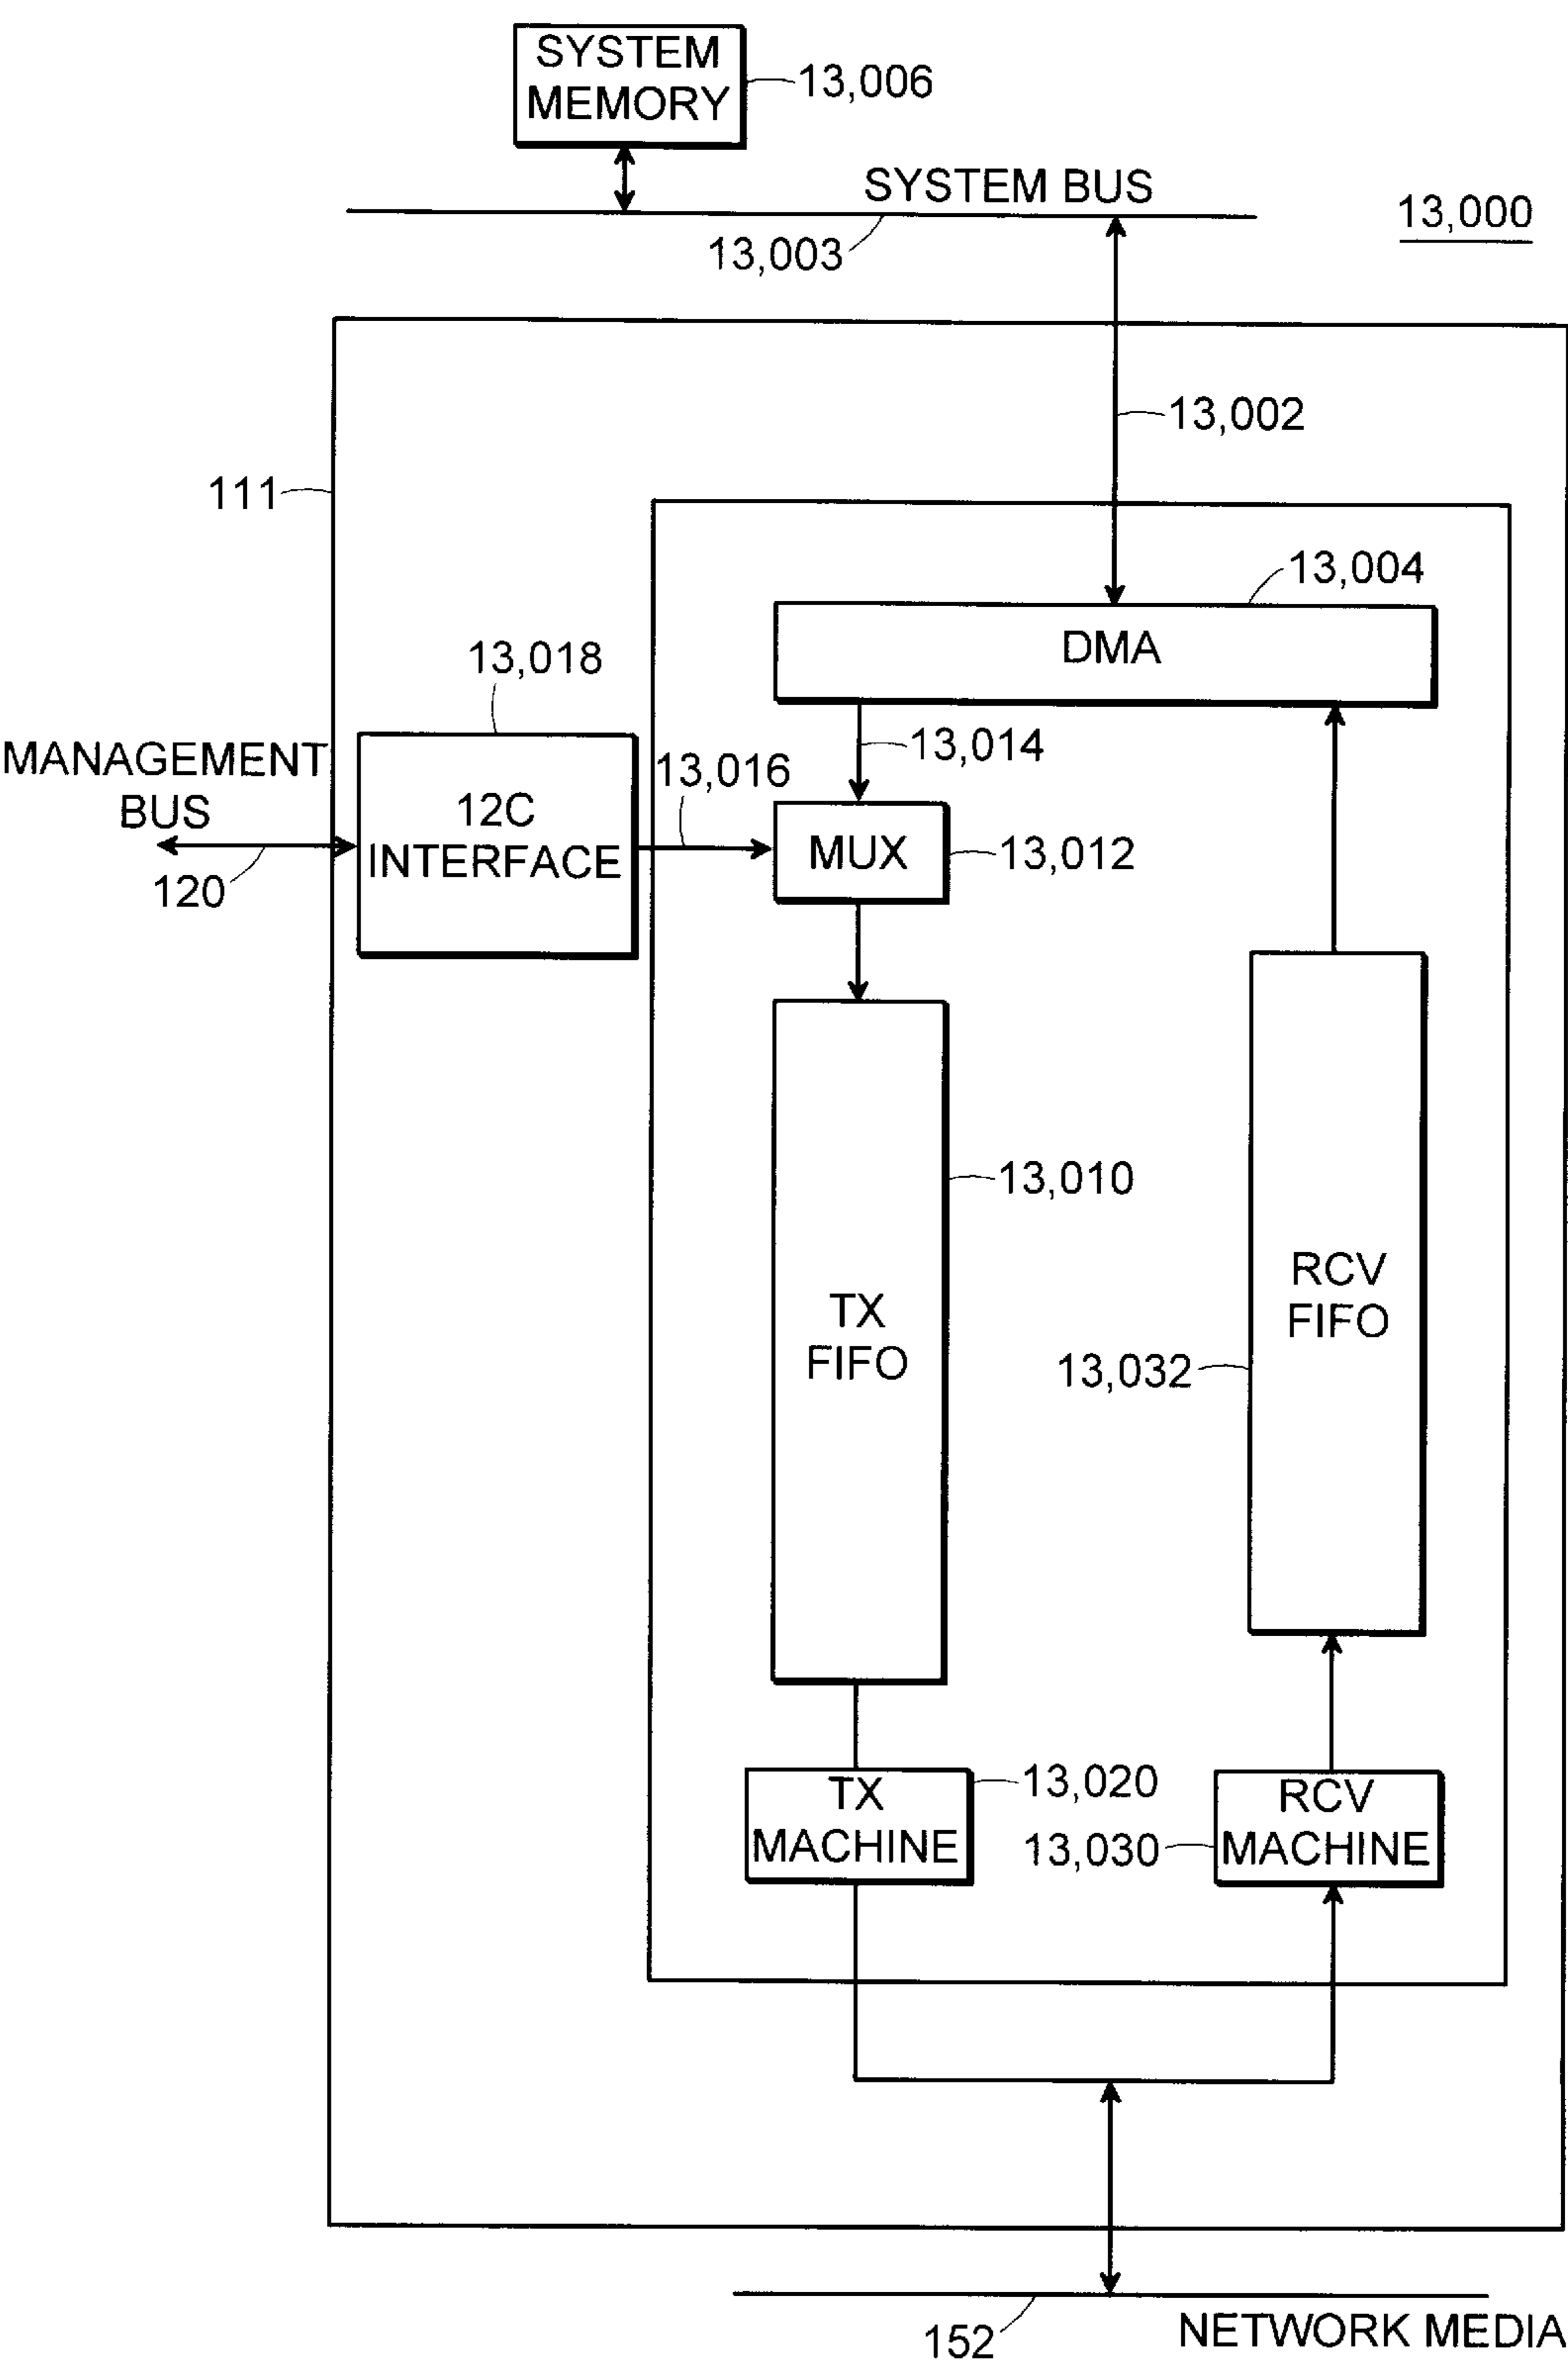 SYSTEM
MEMORY
13,006
SYSTEM BUS
13,000
13,003
13,002
111
13,004
DMA
13,018
13,014
MANAGEMENT
BUS
13,016
12C
INTERFACE
MUX
13,012
120
13,010
RCV
FIFO
TX
FIFO
13,032
TX
MACHINE
13,020
RCV
MACHINE
13,030
152
NETWORK MEDIA